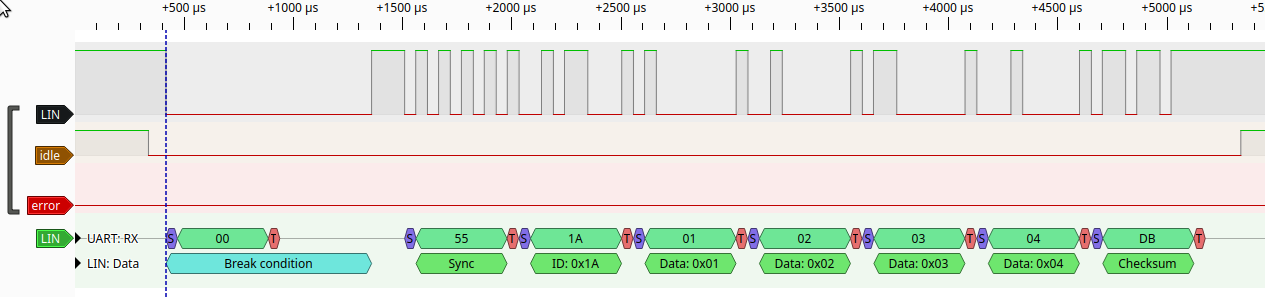 +500 µs +1000 µs +1500 µs +2000 µs +2500 µs +3000 µs +3500 µs +4000 µs +4500 µs +5000 µs +5
LIN
idle
error
LIN UART: RX S 00 T S 55 T S 1A T S 01 T S 02 T S 03 T S 04 T S DB T
LIN: Data Break condition Sync ID: 0x1A Data: 0x01 Data: 0x02 Data: 0x03 Data: 0x04 Checksum